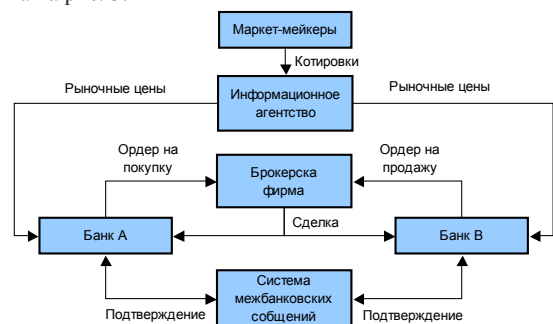 Маркет-мейкеры
Котировки
Рыночные цены
Рыночные цены
Информационное
агентство
Ордер на
покупку
Ордер на
продажу
Брокерска
фирма
Сделка
Банк А
Банк В
Система
межбанковских
собщений
Подтверждение
Подтверждение